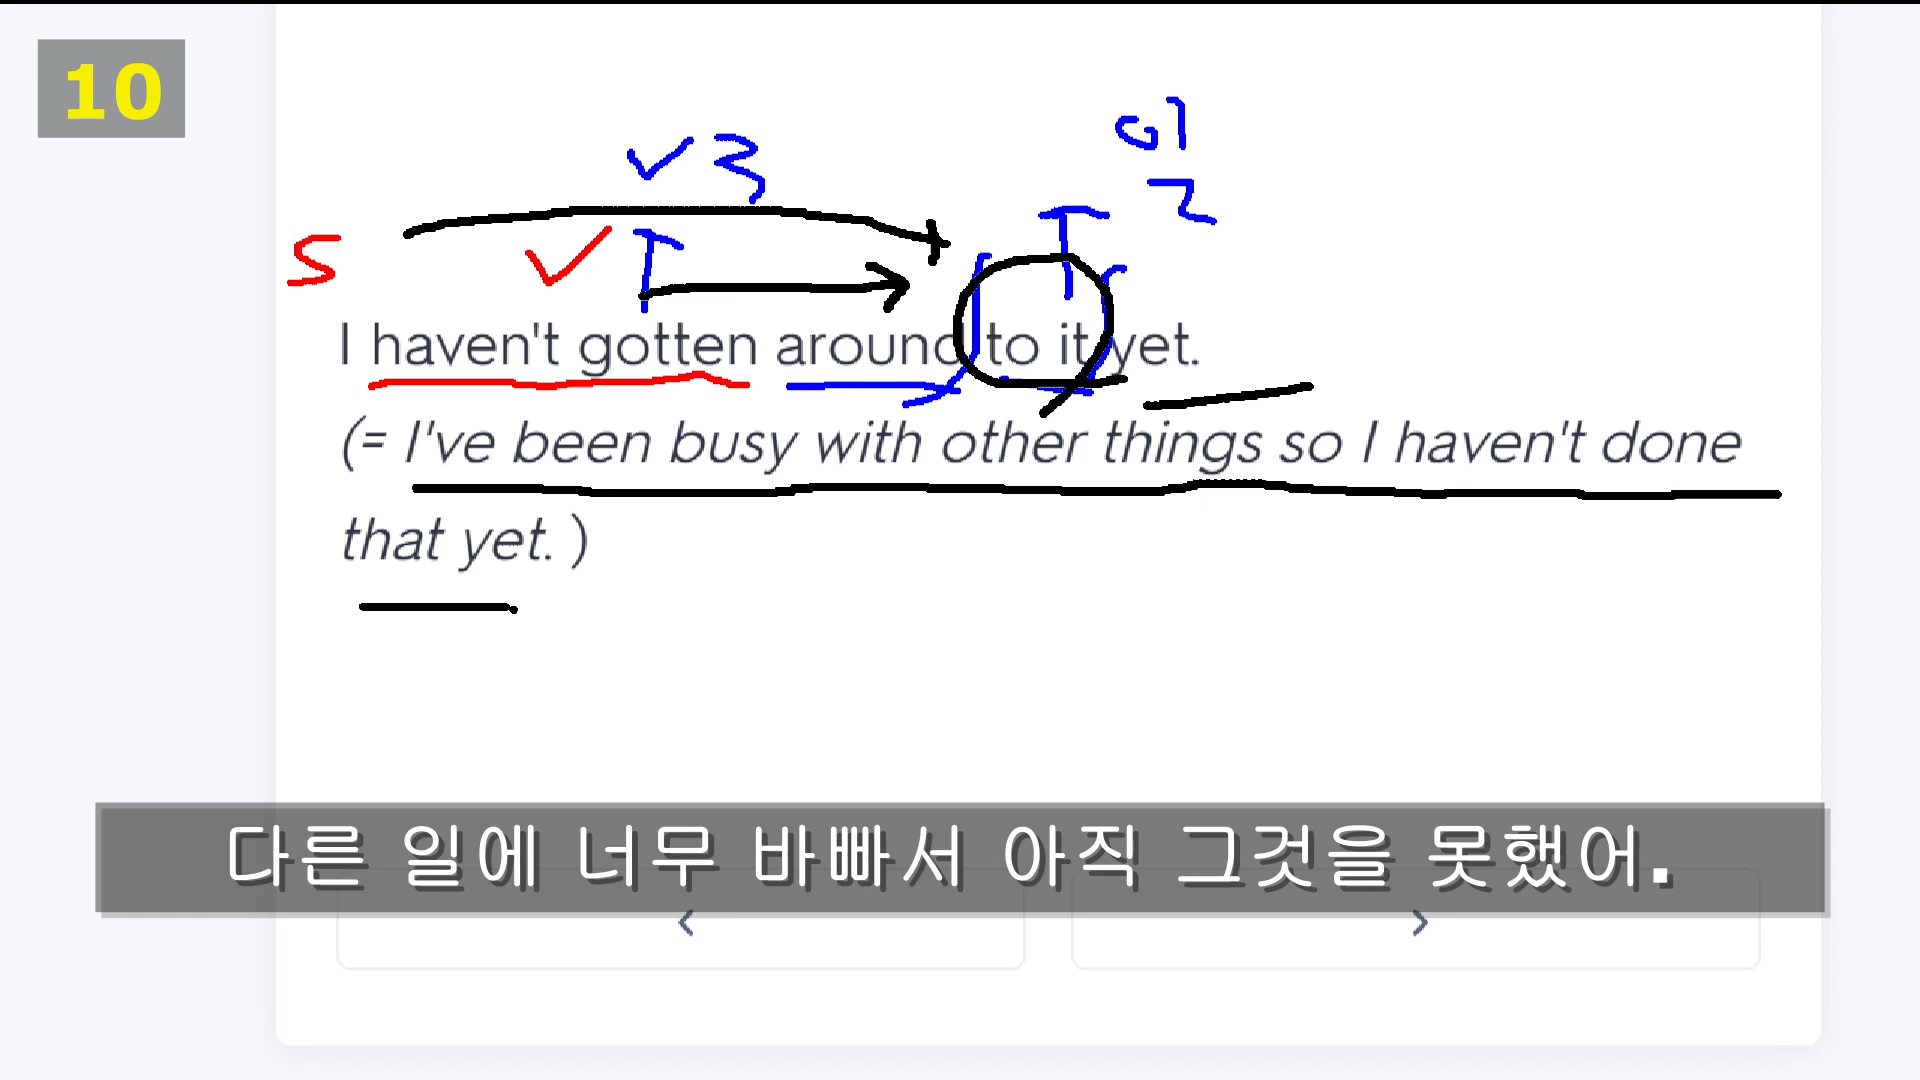 10
S
I haven't gotten around to it yet.
(= I've been busy with other things so I haven't done
that yet. )
다른 일에 너무 바빠서 아직 그것을 못했어.